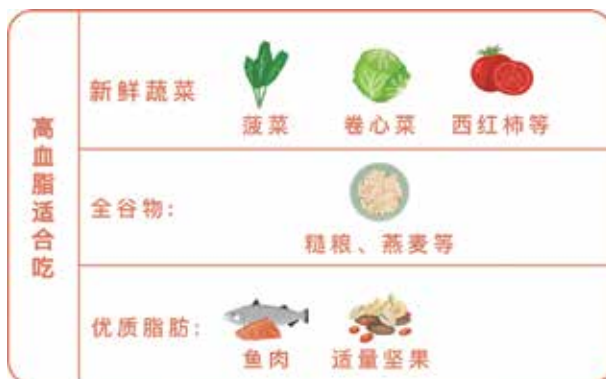 高血脂适合吃
新鲜蔬菜
菠菜
卷心菜
西红柿等
全谷物:
糙粮、燕麦等
优质脂肪:
鱼肉
适量坚果